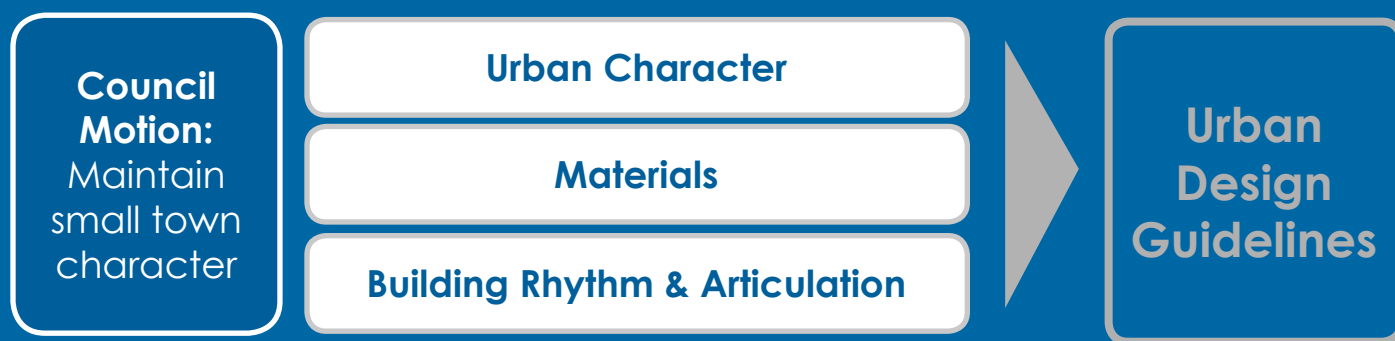 Council
Motion:
Maintain
small town
character
Urban Character
Materials
Building Rhythm & Articulation
Urban
Design
Guidelines